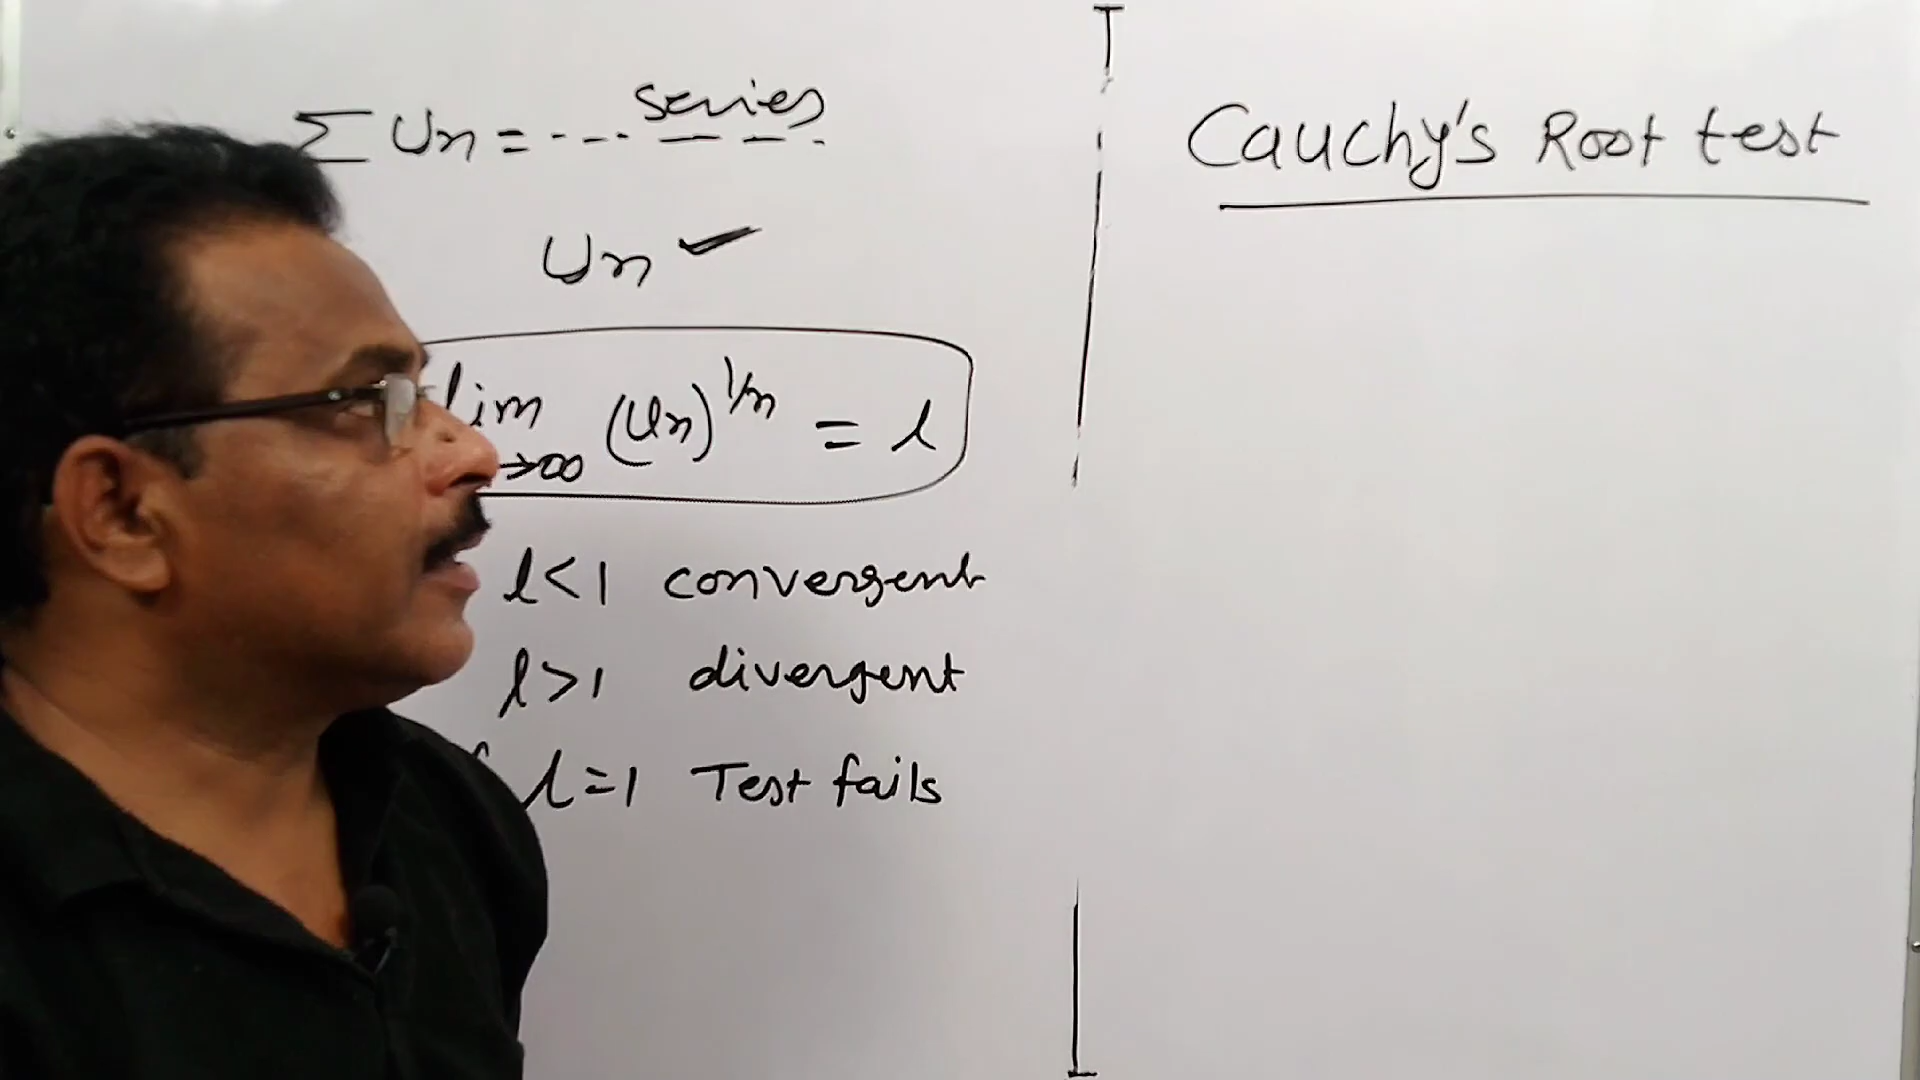 ∑ Un = --- series
Un ✓
lim (Un)^1/n = l
→∞
l<1 convergent
l>1 divergent
l=1 Test fails
Cauchy's Root test